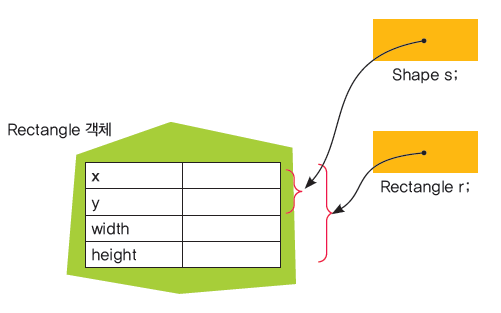 Shape s;
Rectangle 객체
x
y
width
height
Rectangle r;